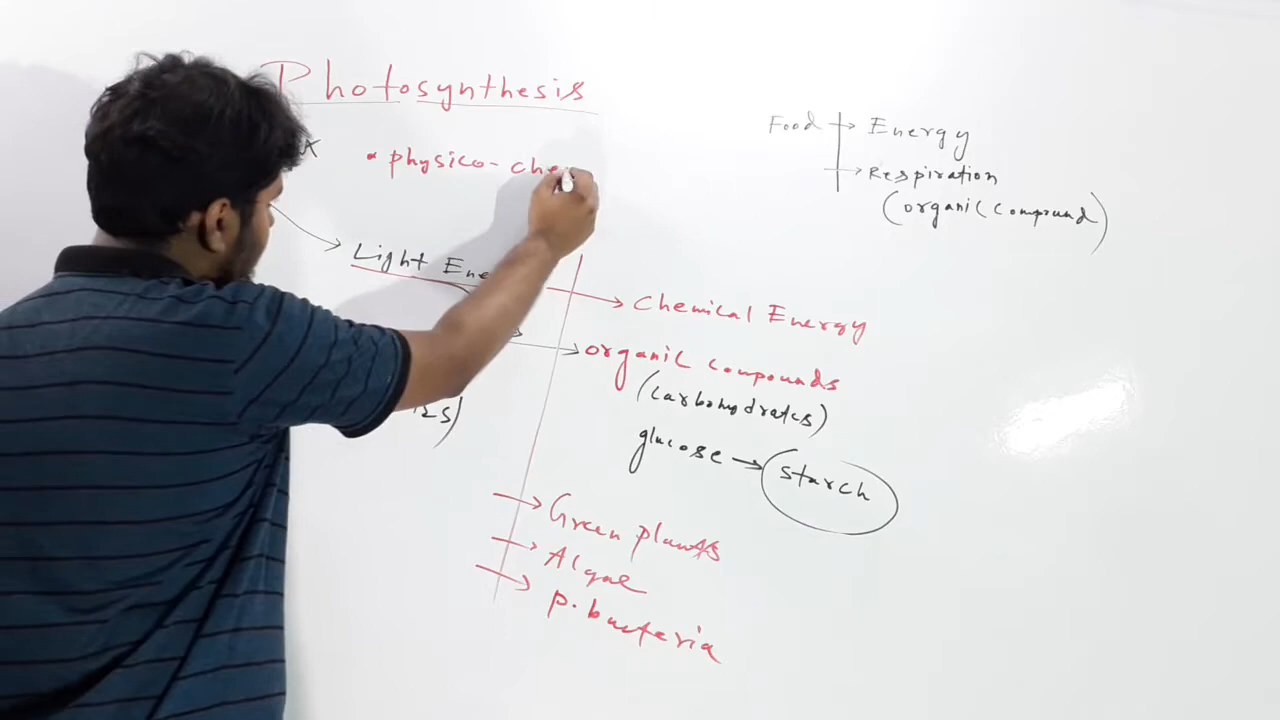 Photosynthesis
physico-che
Food → Energy
→ Respiration
(organic compound)
Light Ene
→ Chemical Energy
→ organic compounds
(carbohydrates)
glucose → starch
→ Green plants
→ Algae
→ p. bacteria